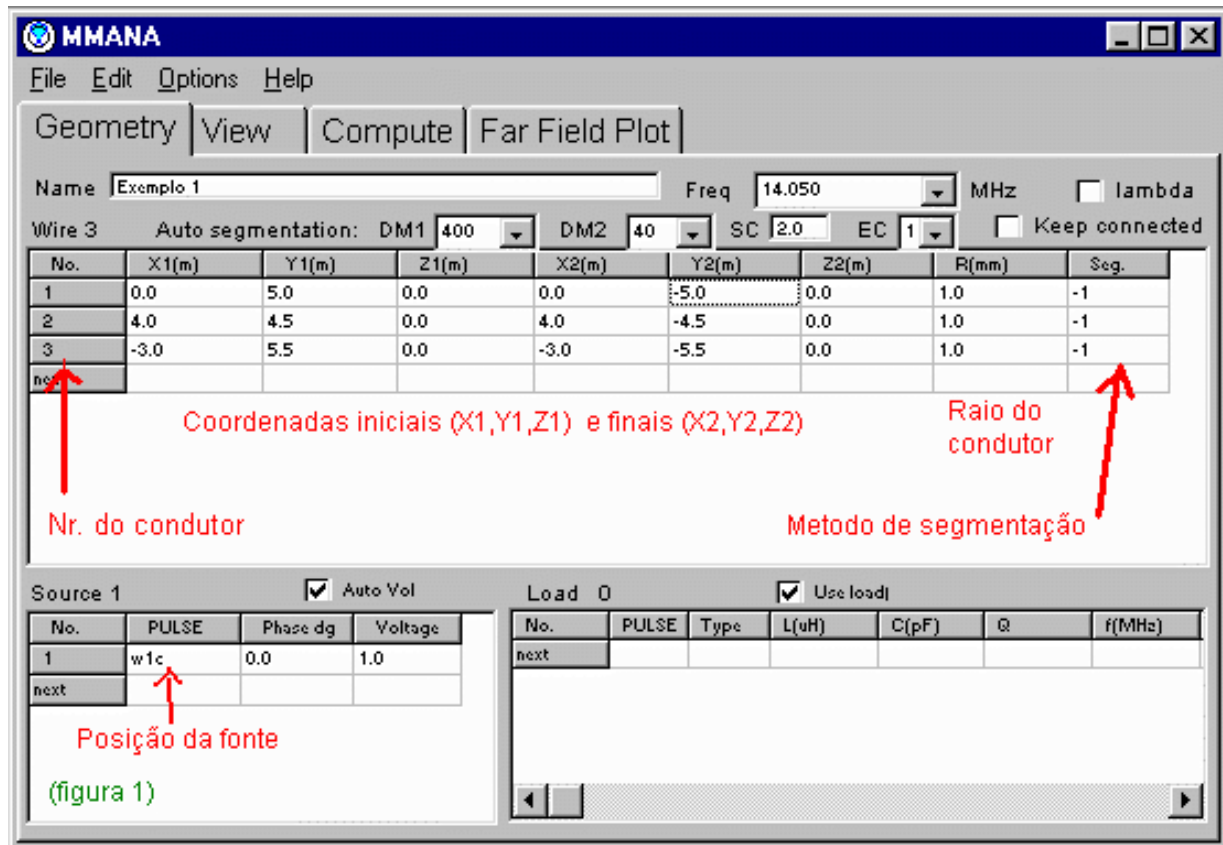 MMANA
File Edit Options Help
Geometry View Compute Far Field Plot
Name Exemplo 1 Freq 14.050 MHz lambda
Wire 3 Auto segmentation: DM1 400 DM2 40 SC 2.0 EC 1 Keep connected
No. X1(m) Y1(m) Z1(m) X2(m) Y2(m) Z2(m) R(mm) Seg.
1 0.0 5.0 0.0 0.0 -5.0 0.0 1.0 -1
2 4.0 4.5 0.0 4.0 -4.5 0.0 1.0 -1
3 -3.0 5.5 0.0 -3.0 -5.5 0.0 1.0 -1
next
Coordenadas iniciais (X1,Y1,Z1) e finais (X2,Y2,Z2)
Raio do
condutor
Nr. do condutor
Metodo de segmentação
Source 1 Auto Vol
No. PULSE Phase dg Voltage
1 w1c 0.0 1.0
next
Posição da fonte
(figura 1)
Load 0 Use load
No. PULSE Type L(uH) C(pF) Q f(MHz)
next